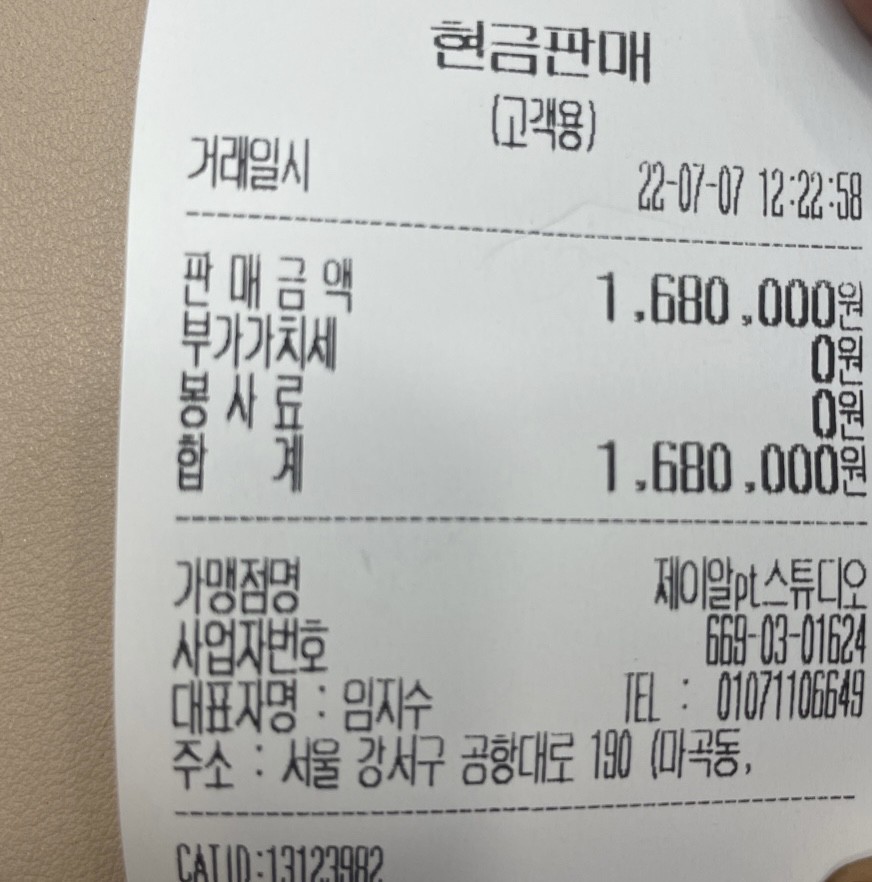 현금판매
(고객용)
거래일시 22-07-07 12:22:58
판매금액 1,680,000원
부가가치세 0원
봉사료 0원
합계 1,680,000원
가맹점명 제이알pt스튜디오
사업자번호 669-03-01624
대표자명 : 임지수 TEL : 01071106649
주소 : 서울 강서구 공항대로 190 (마곡동,
CATID:13123982